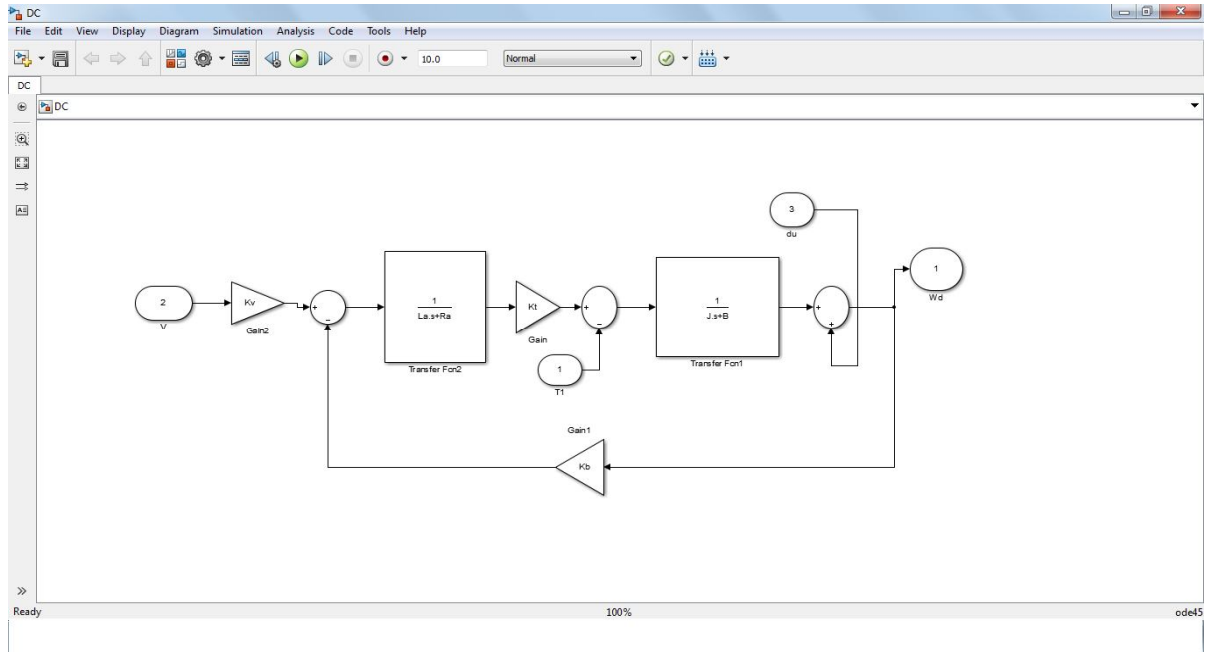 DC
File Edit View Display Diagram Simulation Analysis Code Tools Help
10.0 Normal
DC
DC
3
du
1
Wd
2
V
Kv
Gain2
+
−
1
La.s+Ra
Transfer Fcn2
Kt
Gain
+
−
1
T1
1
J.s+B
Transfer Fcn1
+
+
Gain1
Kb
Ready 100% ode45